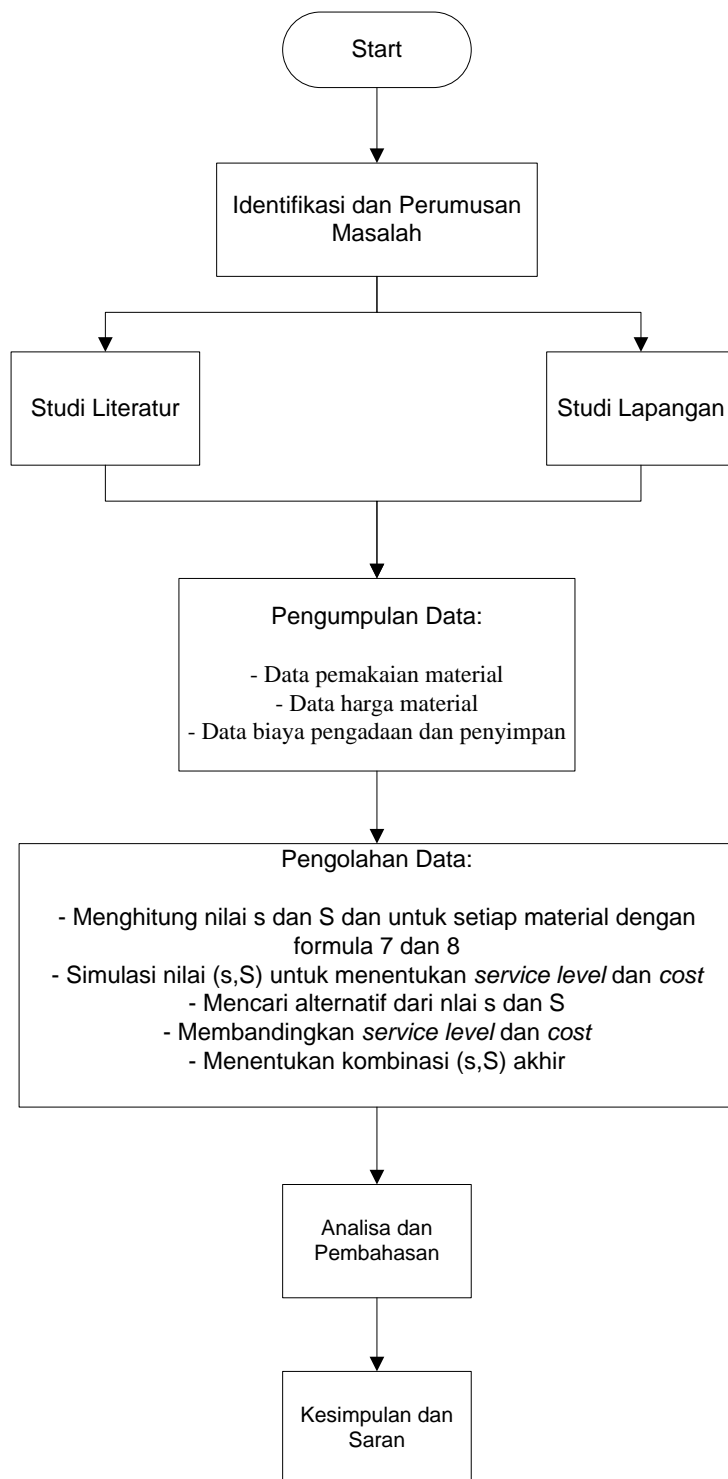 Start
Identifikasi dan Perumusan
Masalah
Studi Literatur
Studi Lapangan
Pengumpulan Data:
- Data pemakaian material
- Data harga material
- Data biaya pengadaan dan penyimpan
Pengolahan Data:
- Menghitung nilai s dan S dan untuk setiap material dengan
formula 7 dan 8
- Simulasi nilai (s,S) untuk menentukan service level dan cost
- Mencari alternatif dari nlai s dan S
- Membandingkan service level dan cost
- Menentukan kombinasi (s,S) akhir
Analisa dan
Pembahasan
Kesimpulan dan
Saran